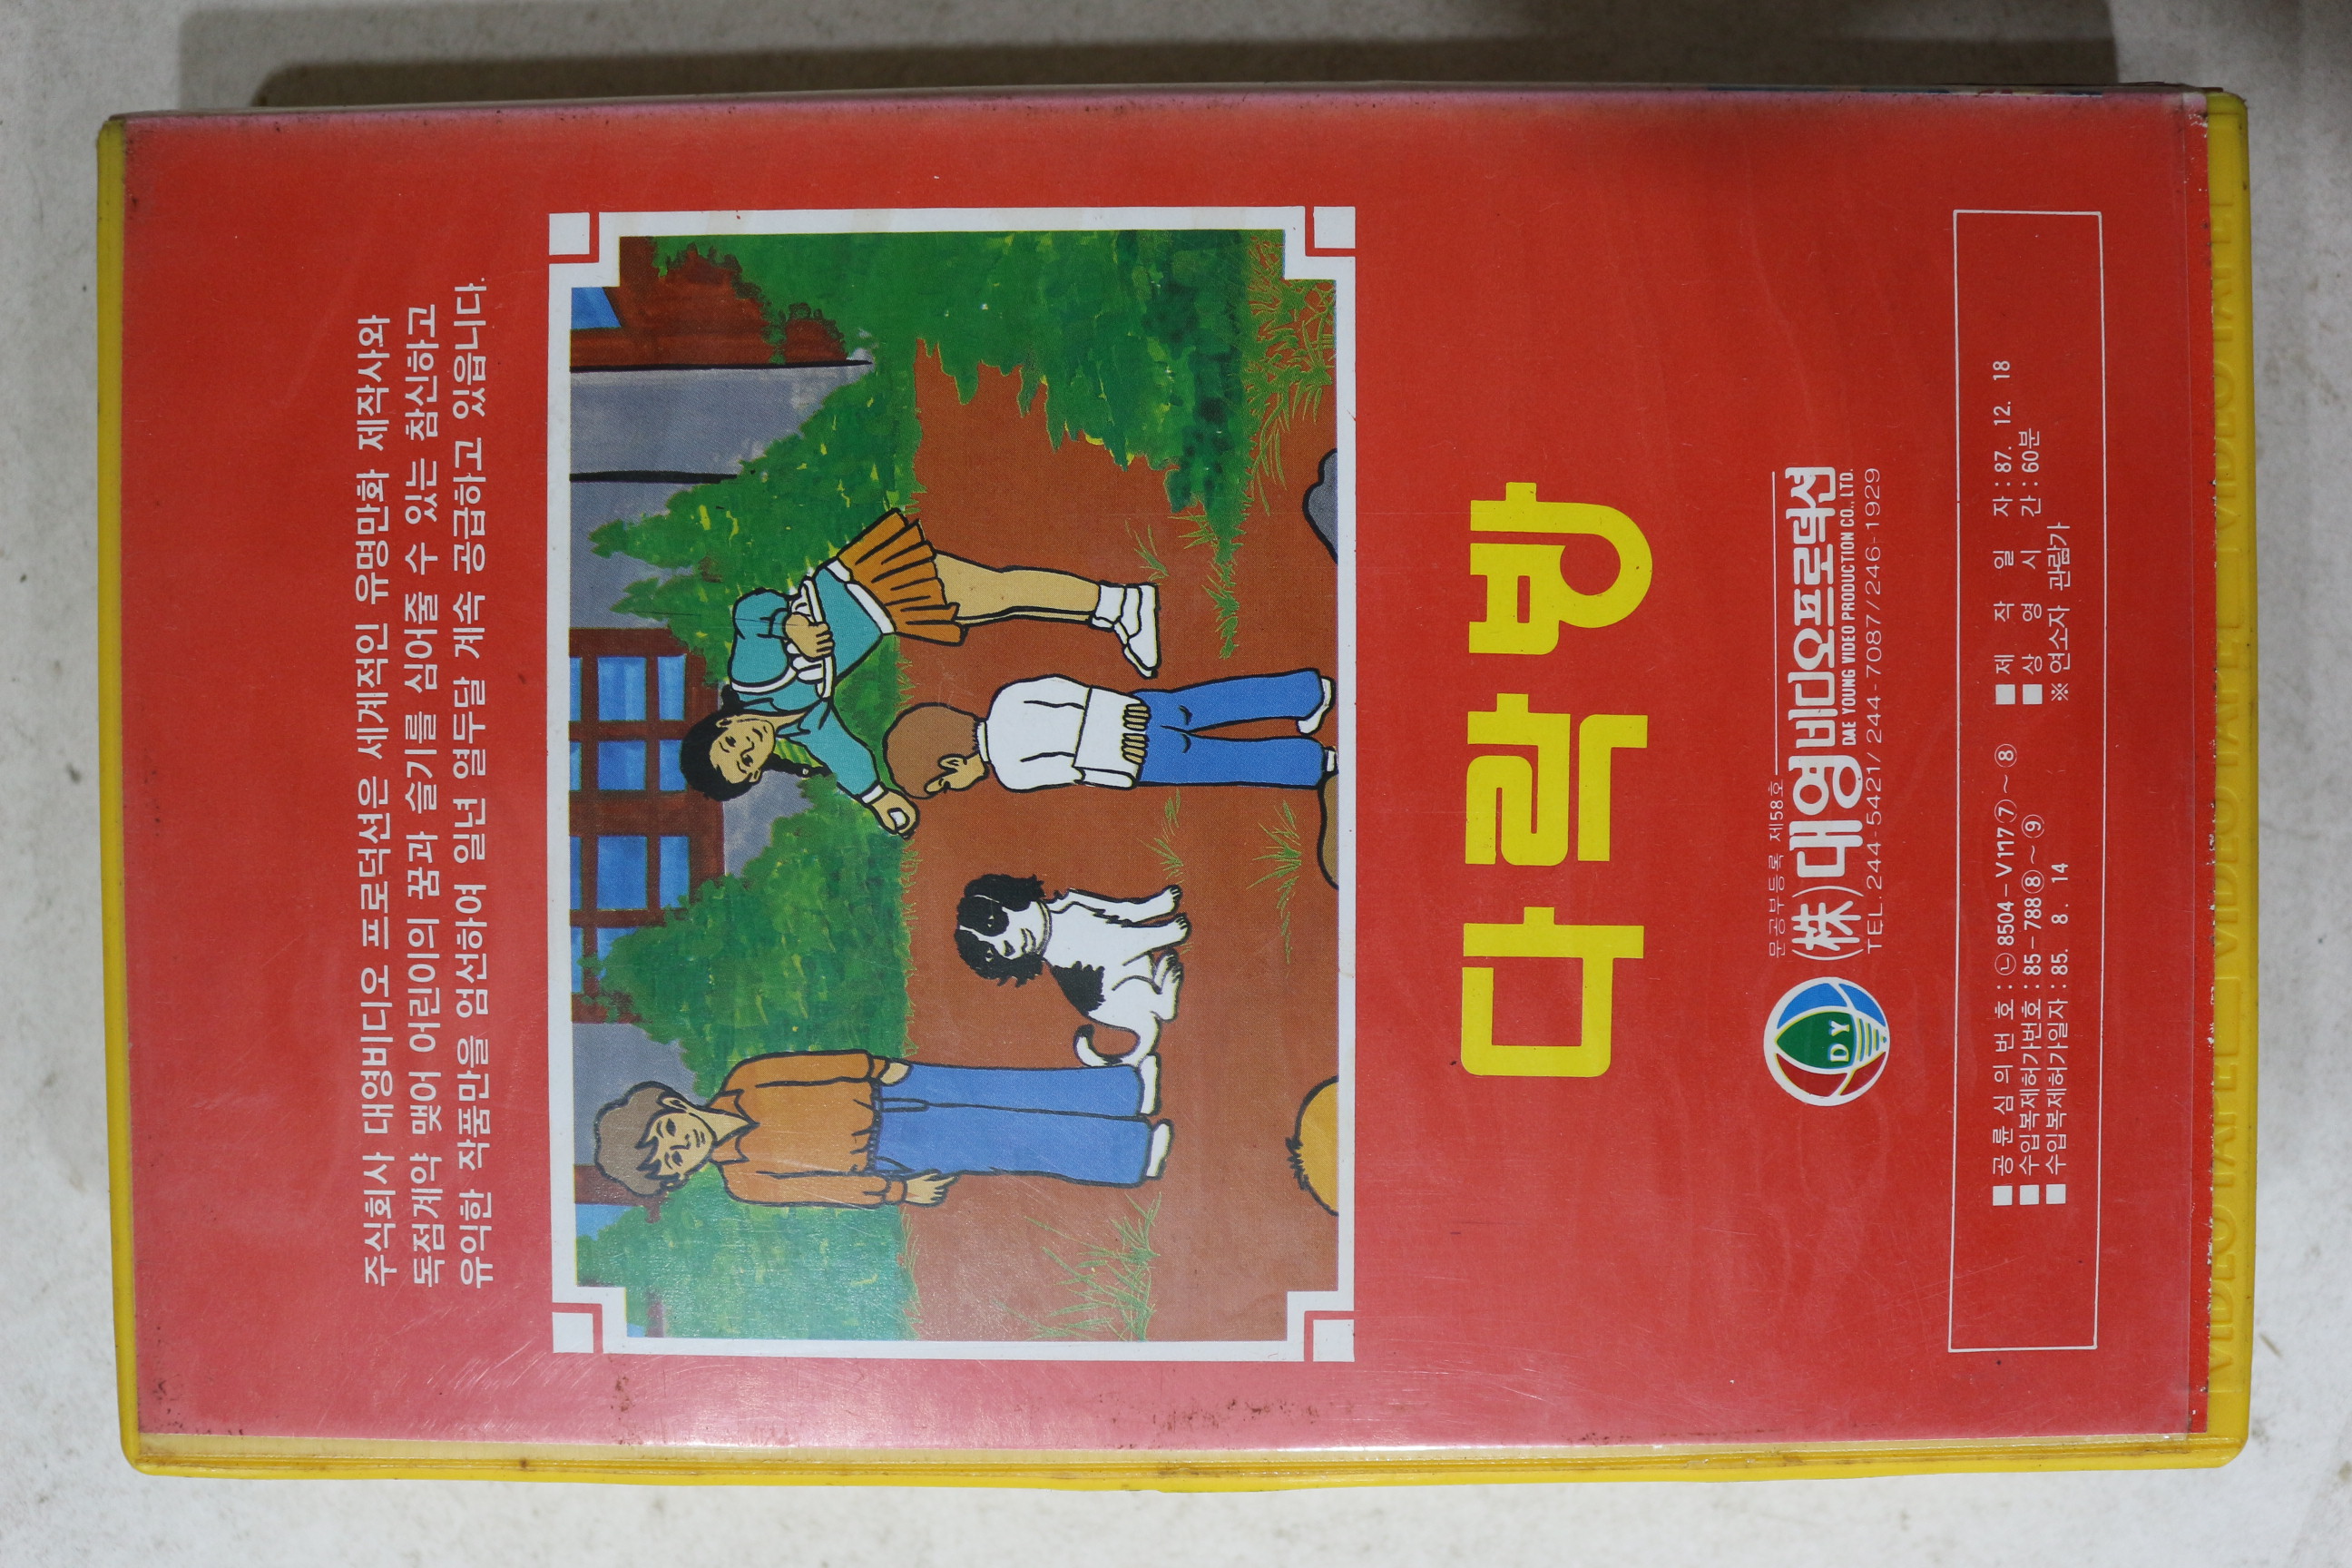 주식회사 대영비디오 프로덕션은 세계적인 유명만화 제작사와
독점계약 맺어 어린이의 꿈과 슬기를 심어줄 수 있는 참신하고
유익한 작품만을 엄선하여 일년 열두달 계속 공급하고 있읍니다.
다락방
문공부등록 제58호
DY
(株)대영비디오프로덕션
DAE YOUNG VIDEO PRODUCTION CO., LTD.
TEL.244-5421/244-7087/246-1929
■공륜심의번호:㉡8504-V117⑦~⑧
■수입복제허가번호:85-788⑧~⑨
■수입복제허가일자:85. 8. 14
■제 작 일 자:87. 12. 18
■상 영 시 간:60분
※연소자 관람가